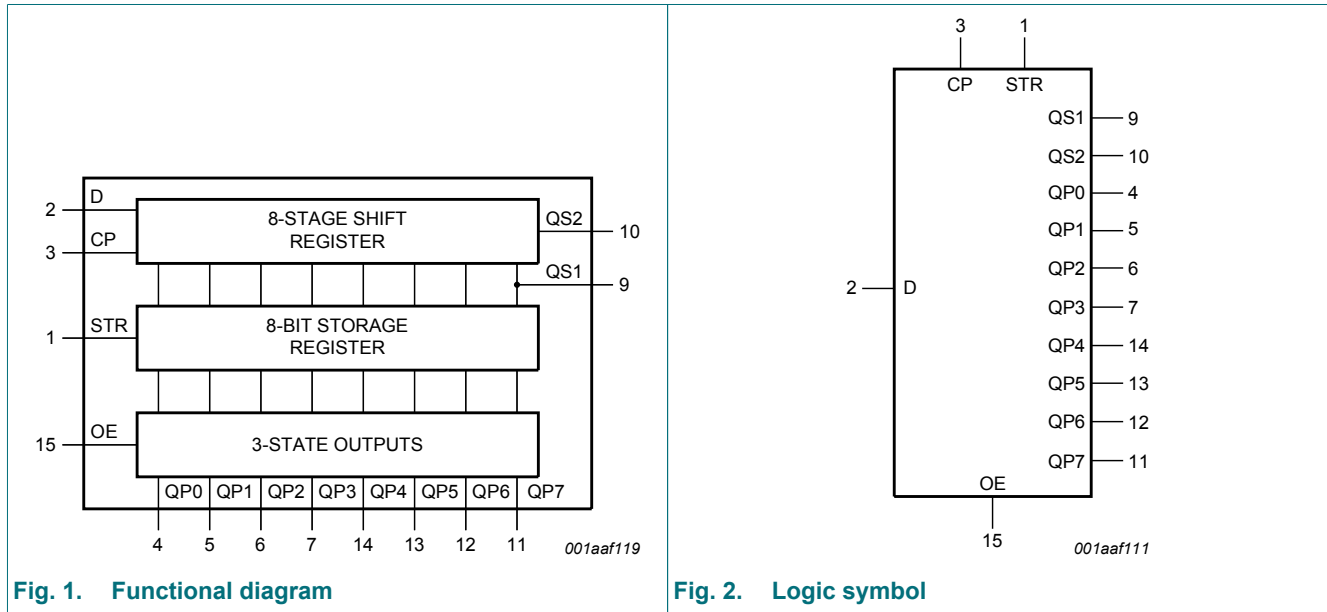 D
2
8-STAGE SHIFT
REGISTER
QS2
10
CP
3
QS1
9
STR
1
8-BIT STORAGE
REGISTER
OE
15
3-STATE OUTPUTS
QP0 QP1 QP2 QP3 QP4 QP5 QP6 QP7
4 5 6 7 14 13 12 11
001aaf119
Fig. 1. Functional diagram
3 1
CP STR
QS1 9
QS2 10
QP0 4
QP1 5
QP2 6
2 D
QP3 7
QP4 14
QP5 13
QP6 12
QP7 11
OE
15
001aaf111
Fig. 2. Logic symbol